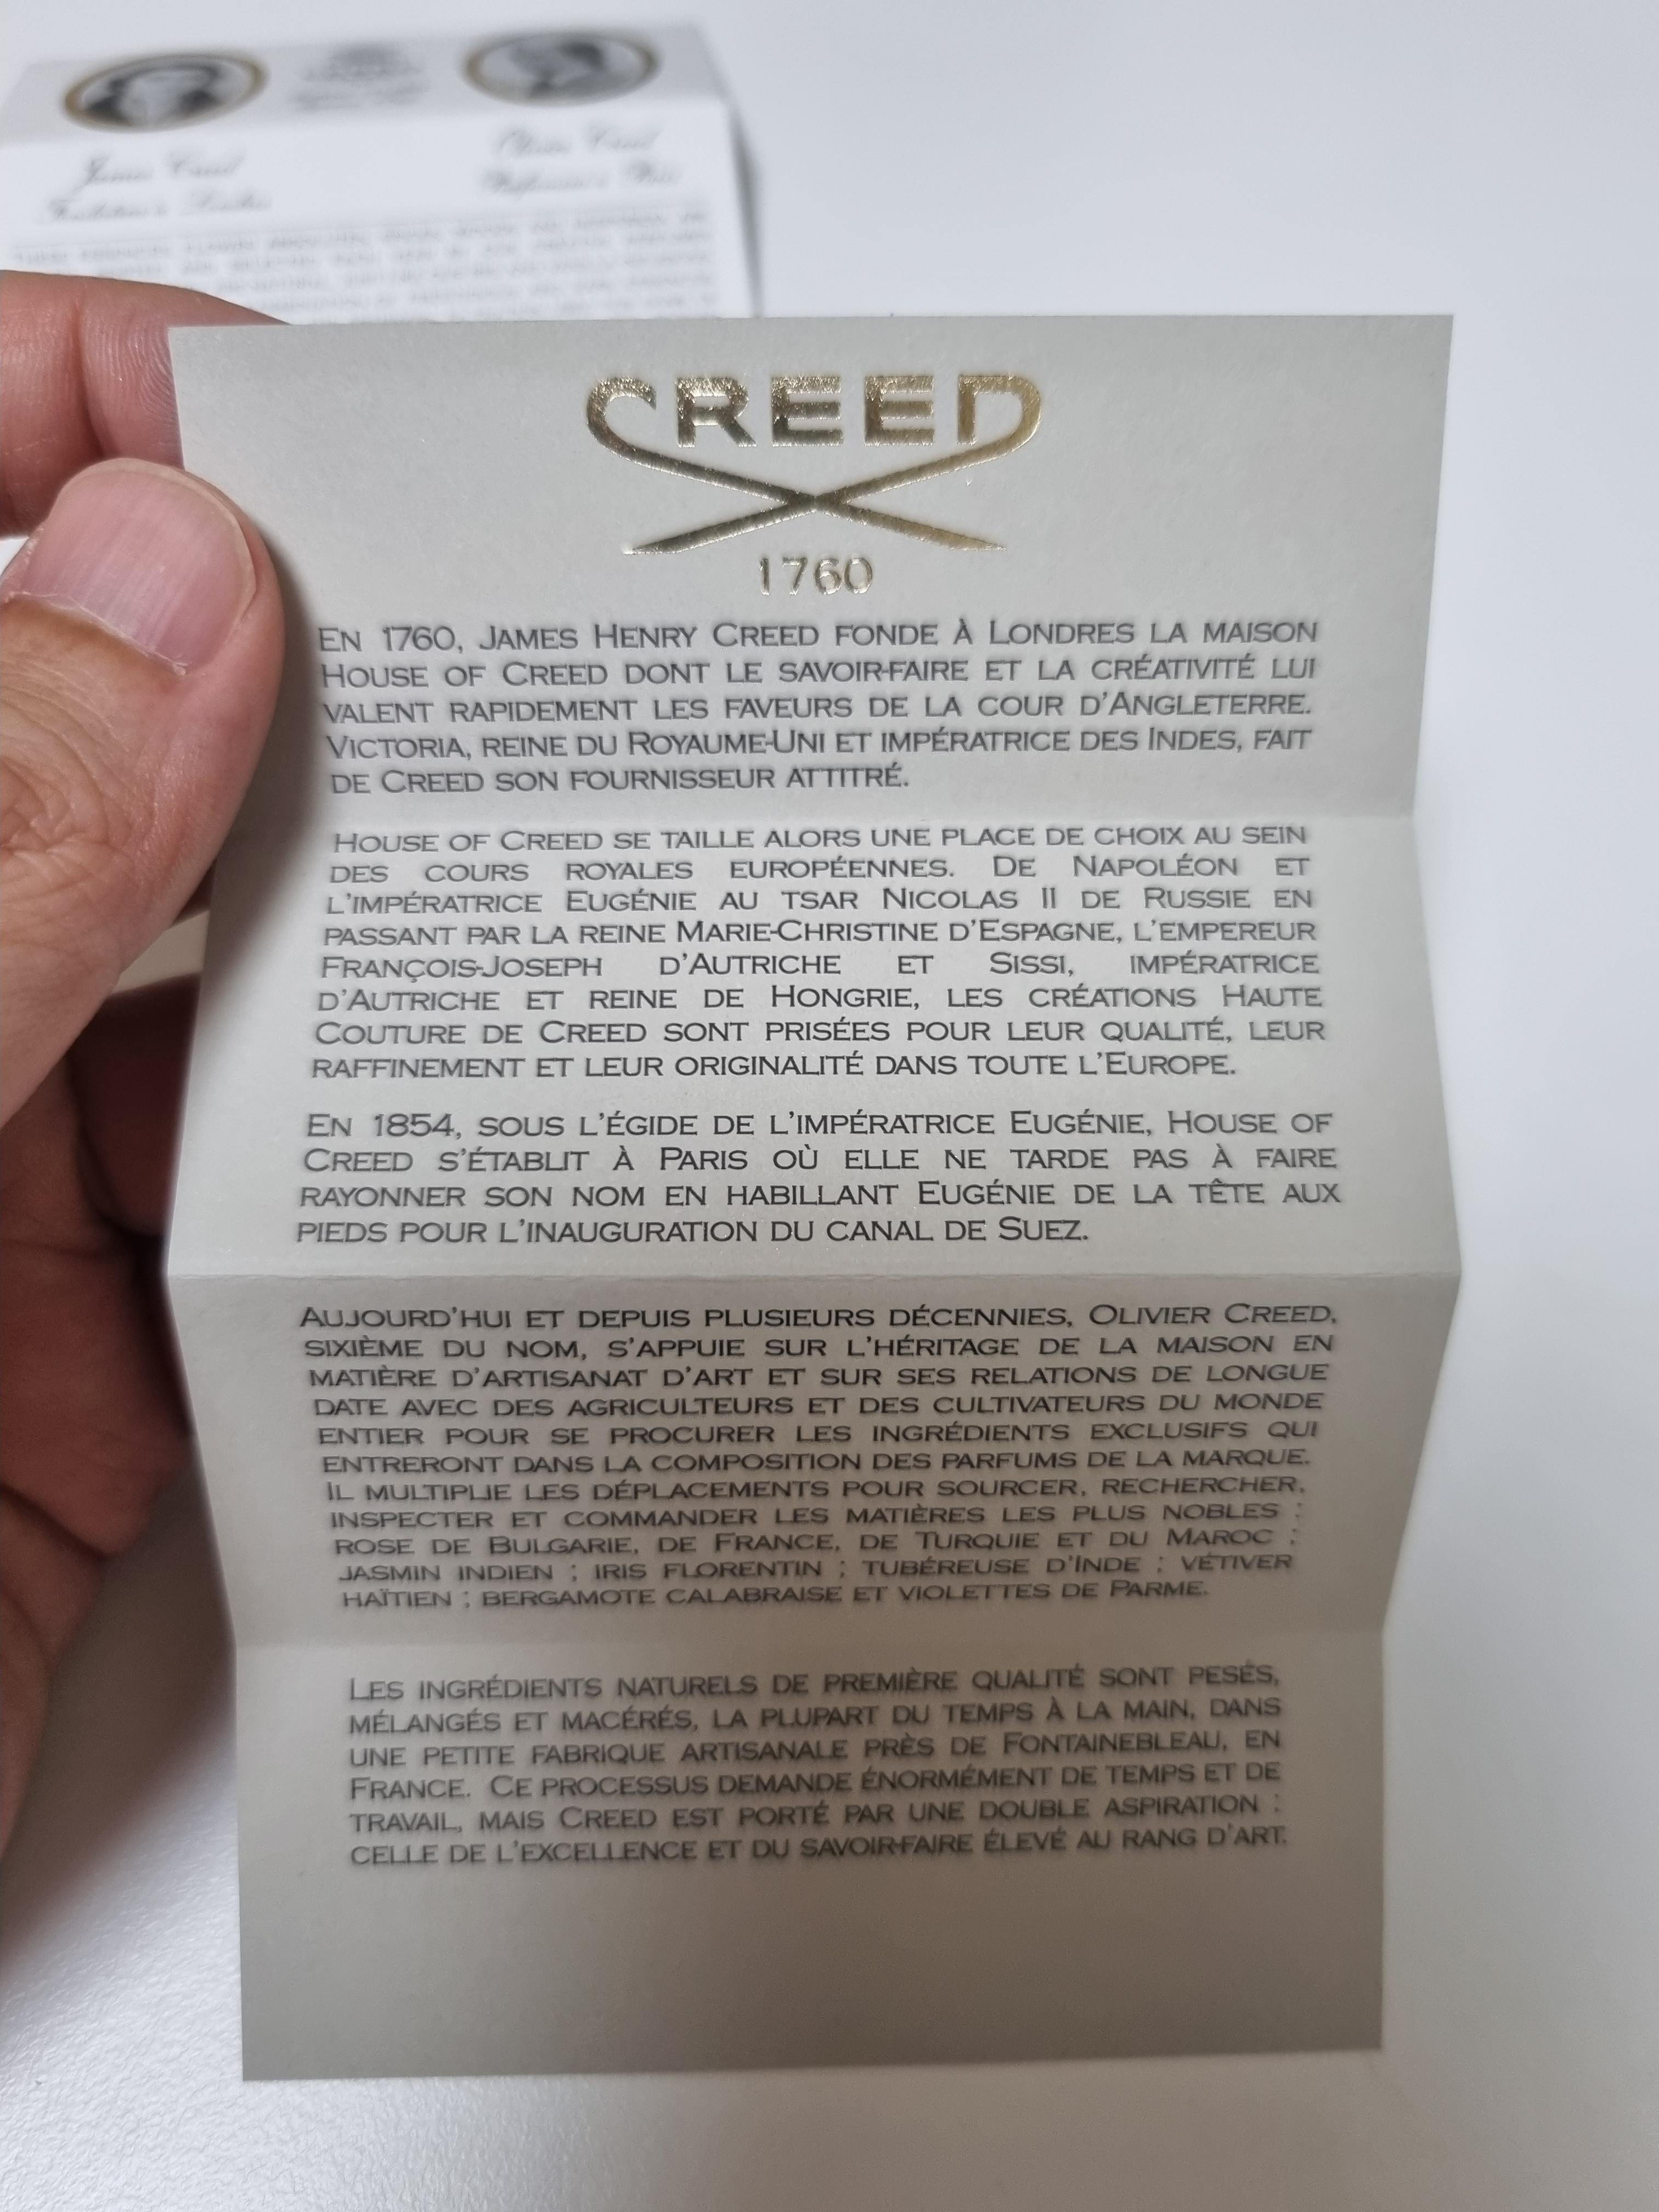 James Creed
Olivier Creed
CREED
1760
En 1760, James Henry Creed fonde à Londres la maison
House of Creed dont le savoir-faire et la créativité lui
valent rapidement les faveurs de la cour d'Angleterre.
Victoria, reine du Royaume-Uni et impératrice des Indes, fait
de Creed son fournisseur attitré.
House of Creed se taille alors une place de choix au sein
des cours royales européennes. De Napoléon et
l'impératrice Eugénie au tsar Nicolas II de Russie en
passant par la reine Marie-Christine d'Espagne, l'empereur
François-Joseph d'Autriche et Sissi, impératrice
d'Autriche et reine de Hongrie, les créations Haute
Couture de Creed sont prisées pour leur qualité, leur
raffinement et leur originalité dans toute l'Europe.
En 1854, sous l'égide de l'impératrice Eugénie, House of
Creed s'établit à Paris où elle ne tarde pas à faire
rayonner son nom en habillant Eugénie de la tête aux
pieds pour l'inauguration du canal de Suez.
Aujourd'hui et depuis plusieurs décennies, Olivier Creed,
sixième du nom, s'appuie sur l'héritage de la maison en
matière d'artisanat d'art et sur ses relations de longue
date avec des agriculteurs et des cultivateurs du monde
entier pour se procurer les ingrédients exclusifs qui
entreront dans la composition des parfums de la marque.
Il multiplie les déplacements pour sourcer, rechercher,
inspecter et commander les matières les plus nobles :
rose de Bulgarie, de France, de Turquie et du Maroc ;
jasmin indien ; iris florentin ; tubéreuse d'Inde ; vétiver
haïtien ; bergamote calabraise et violettes de Parme.
Les ingrédients naturels de première qualité sont pesés,
mélangés et macérés, la plupart du temps à la main, dans
une petite fabrique artisanale près de Fontainebleau, en
France. Ce processus demande énormément de temps et de
travail, mais Creed est porté par une double aspiration :
celle de l'excellence et du savoir-faire élevé au rang d'art.